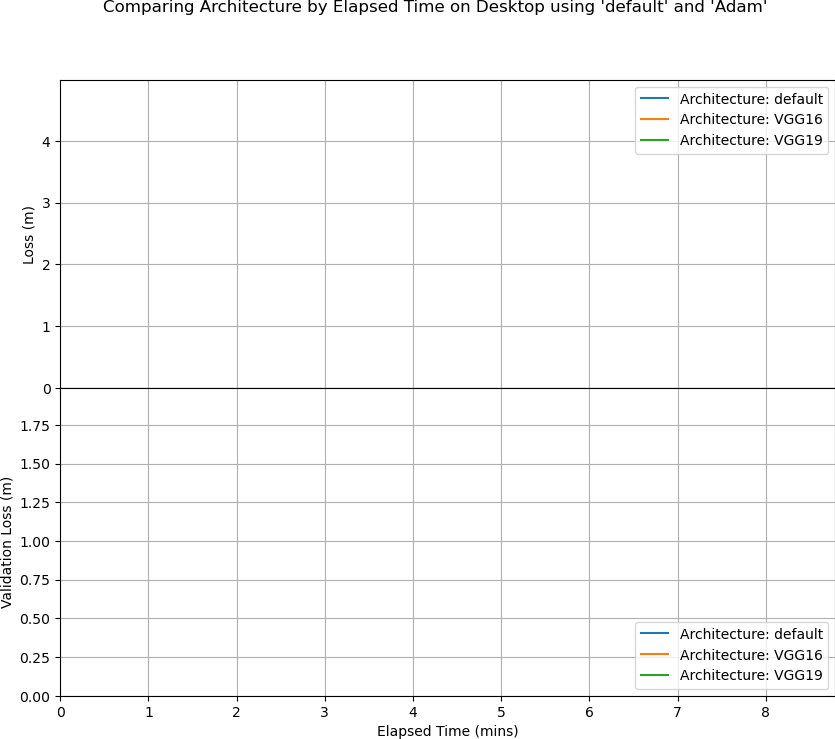 Comparing Architecture by Elapsed Time on Desktop using 'default' and 'Adam'
Architecture: default
Architecture: VGG16
Architecture: VGG19
4
3
2
1
0
Loss (m)
1.75
1.50
1.25
1.00
0.75
0.50
0.25
0.00
Validation Loss (m)
Architecture: default
Architecture: VGG16
Architecture: VGG19
0 1 2 3 4 5 6 7 8
Elapsed Time (mins)